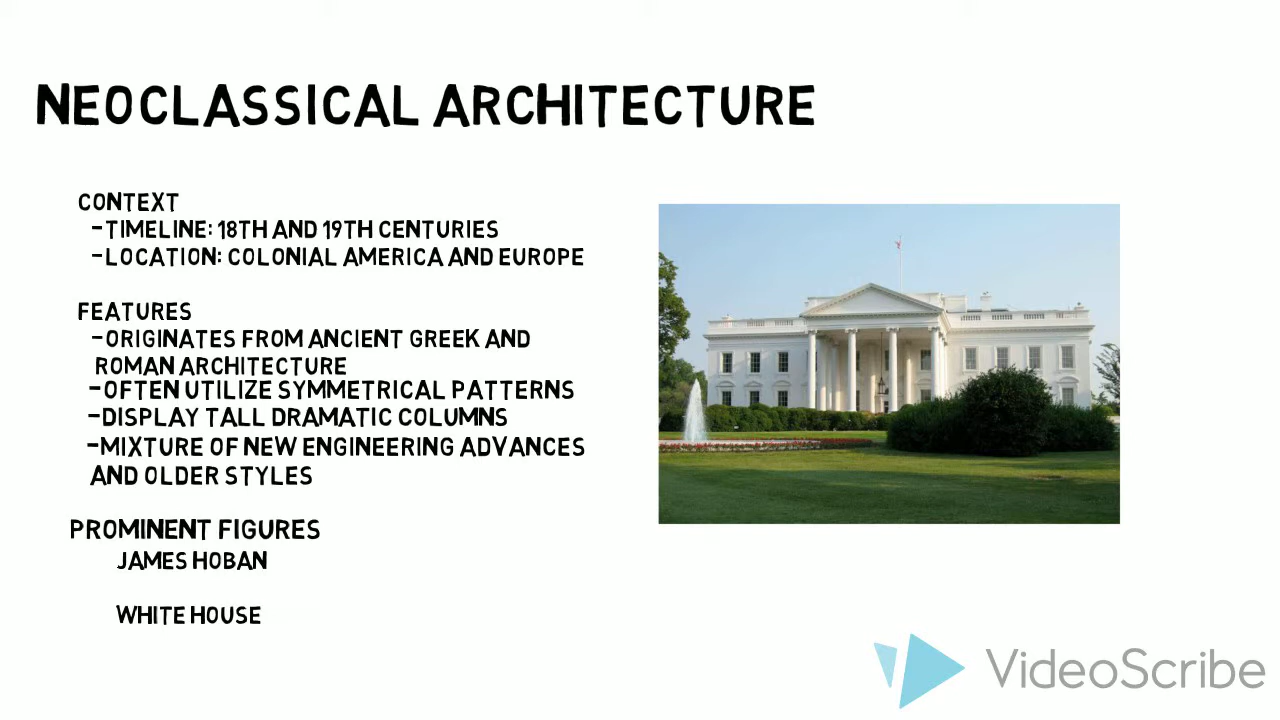 NEOCLASSICAL ARCHITECTURE
CONTEXT
-TIMELINE: 18TH AND 19TH CENTURIES
-LOCATION: COLONIAL AMERICA AND EUROPE
FEATURES
-ORIGINATES FROM ANCIENT GREEK AND
ROMAN ARCHITECTURE
-OFTEN UTILIZE SYMMETRICAL PATTERNS
-DISPLAY TALL DRAMATIC COLUMNS
-MIXTURE OF NEW ENGINEERING ADVANCES
AND OLDER STYLES
PROMINENT FIGURES
JAMES HOBAN
WHITE HOUSE
VideoScribe